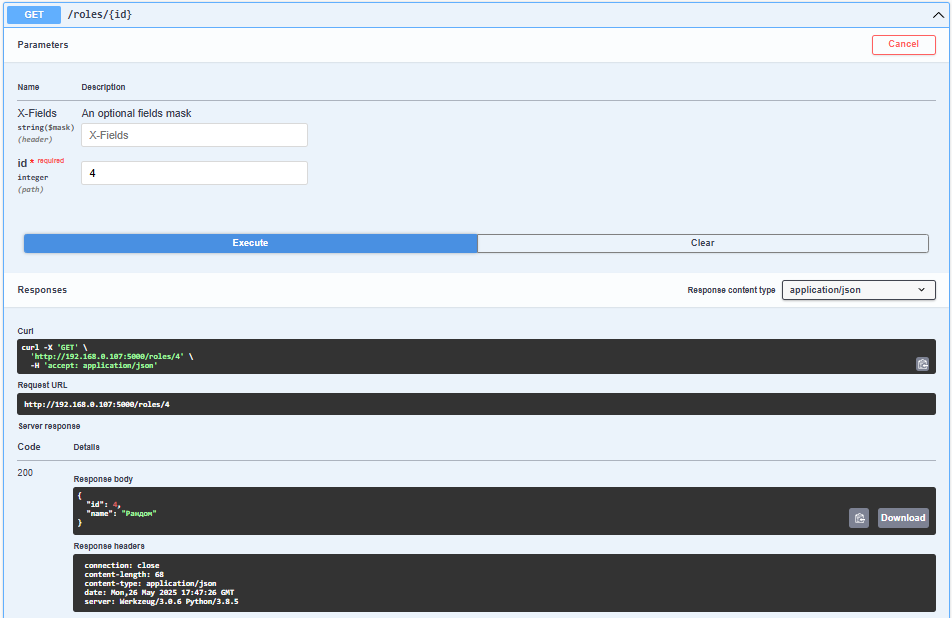 GET /roles/{id}
Parameters
Cancel
Name Description
X-Fields An optional fields mask
string($mask)
(header)
X-Fields
id * required
integer
(path)
4
Execute Clear
Responses
Response content type application/json
Curl
curl -X 'GET' \
'http://192.168.0.107:5000/roles/4' \
-H 'accept: application/json'
Request URL
http://192.168.0.107:5000/roles/4
Server response
Code Details
200
Response body
{
"id": 4,
"name": "Рандом"
}
Download
Response headers
connection: close
content-length: 68
content-type: application/json
date: Mon,26 May 2025 17:47:26 GMT
server: Werkzeug/3.0.6 Python/3.8.5